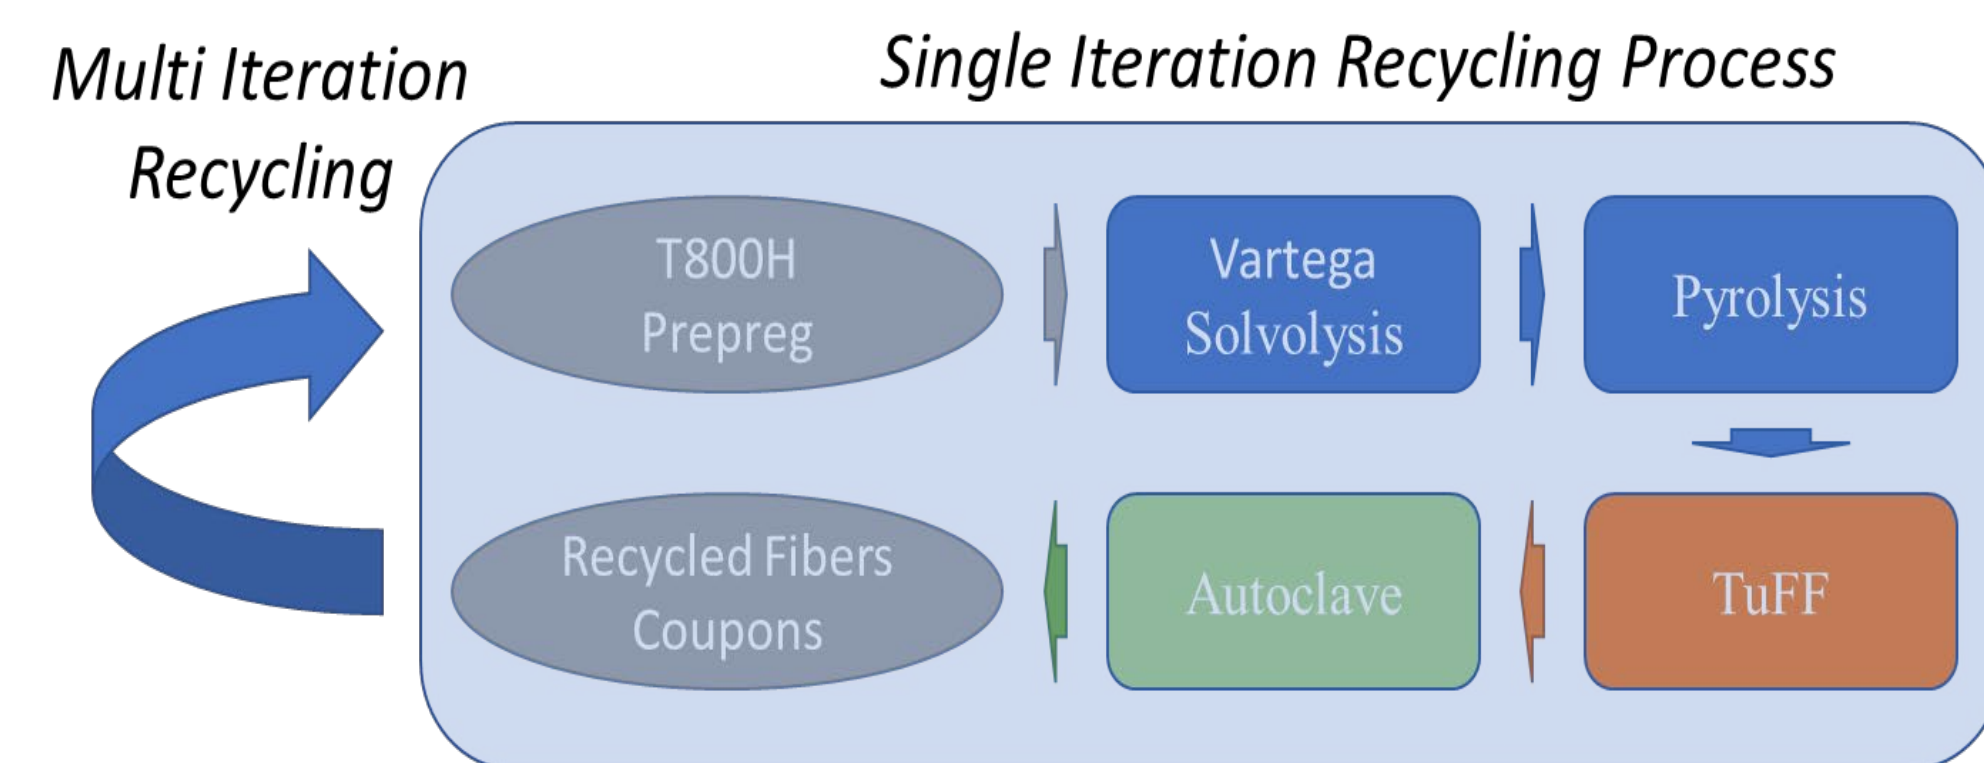 Multi Iteration
Recycling
Single Iteration Recycling Process
T800H
Prepreg
Vartega
Solvolysis
Pyrolysis
Recycled Fibers
Coupons
Autoclave
TuFF